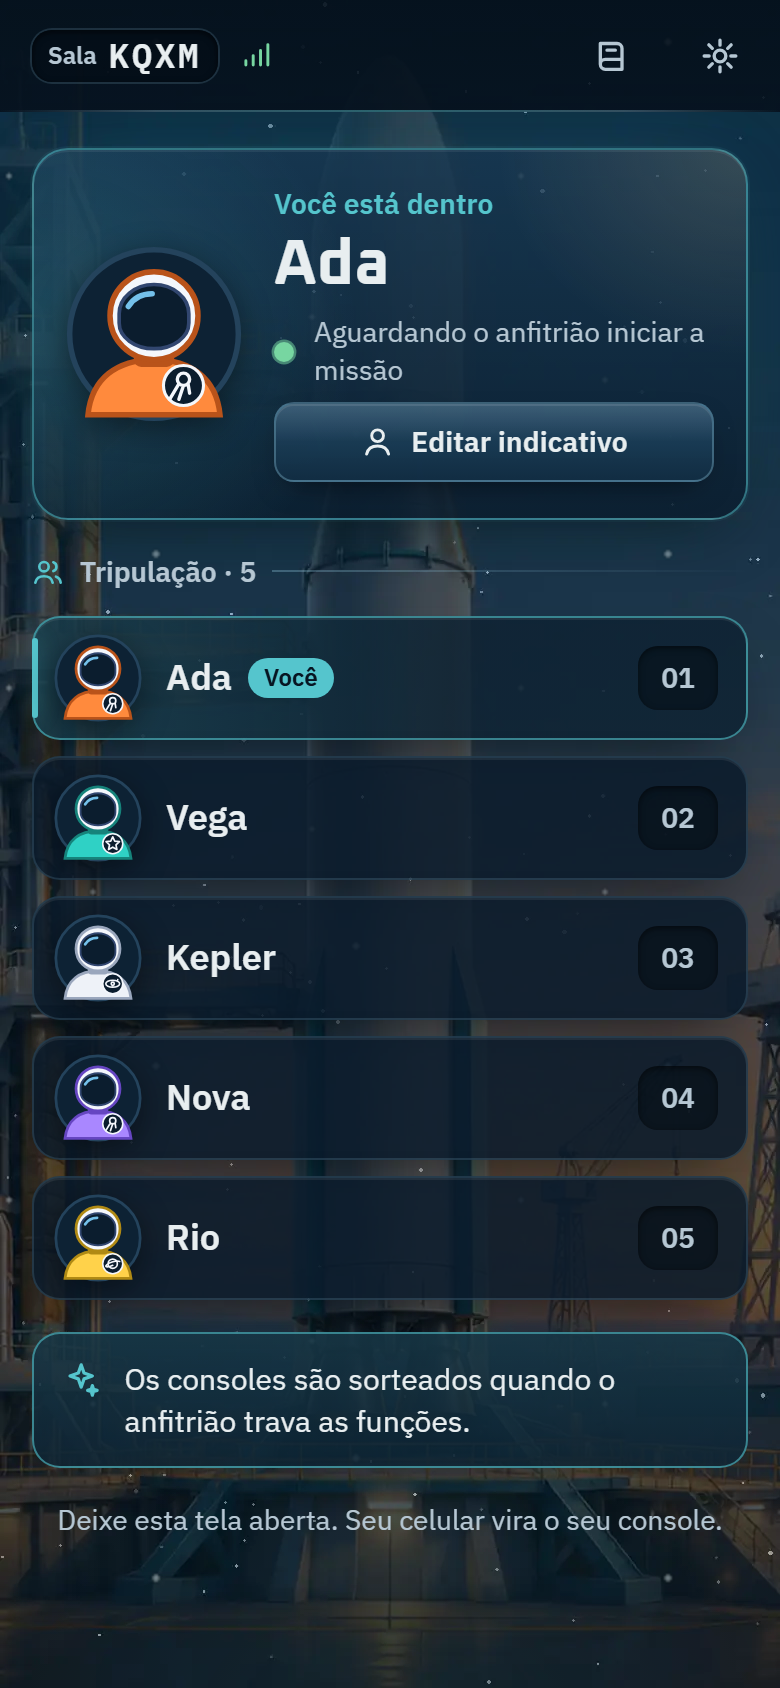 Sala KQXM
Você está dentro
Ada
Aguardando o anfitrião iniciar a
missão
Editar indicativo
Tripulação · 5
Ada Você 01
Vega 02
Kepler 03
Nova 04
Rio 05
Os consoles são sorteados quando o
anfitrião trava as funções.
Deixe esta tela aberta. Seu celular vira o seu console.